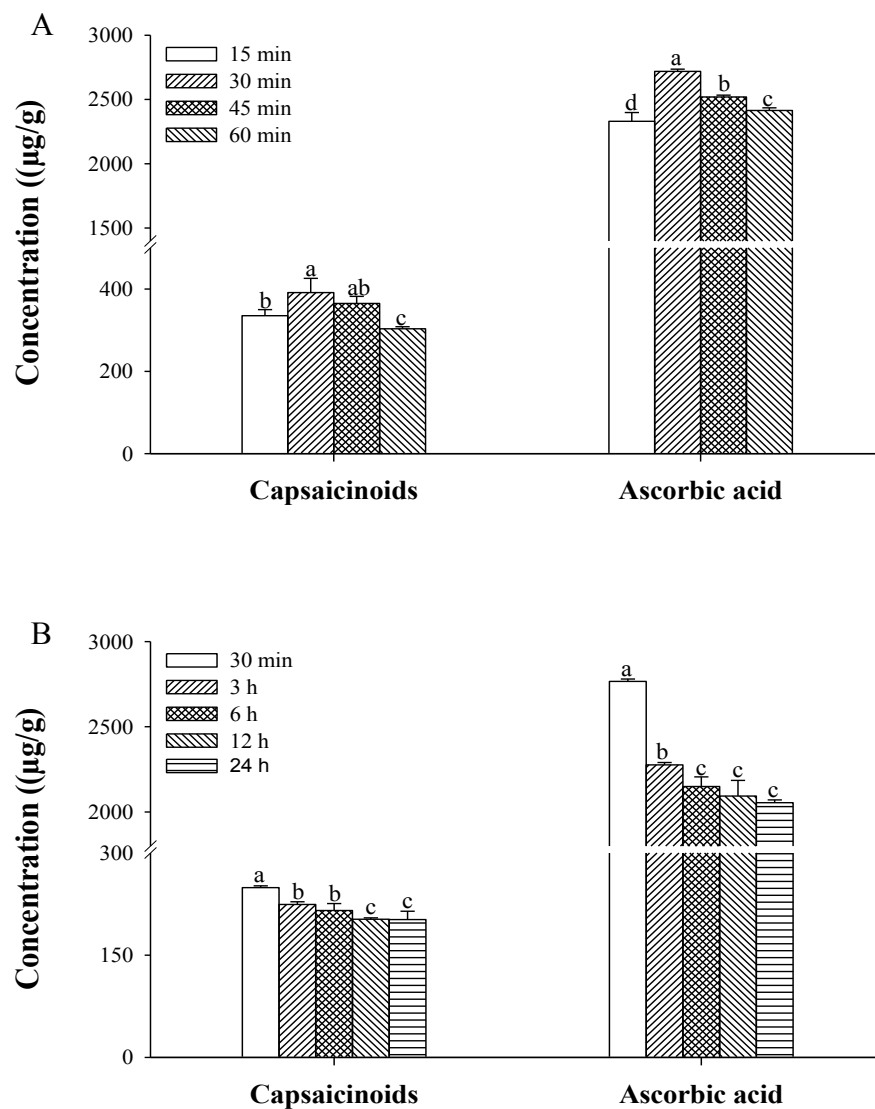 A
3000
2500
2000
1500
400
200
0
Concentration ((µg/g)
15 min
30 min
45 min
60 min
b
a
ab
c
d
a
b
c
Capsaicinoids
Ascorbic acid
B
3000
2500
2000
300
150
0
Concentration ((µg/g)
30 min
3 h
6 h
12 h
24 h
a
b
b
c
c
a
b
c
c
c
Capsaicinoids
Ascorbic acid